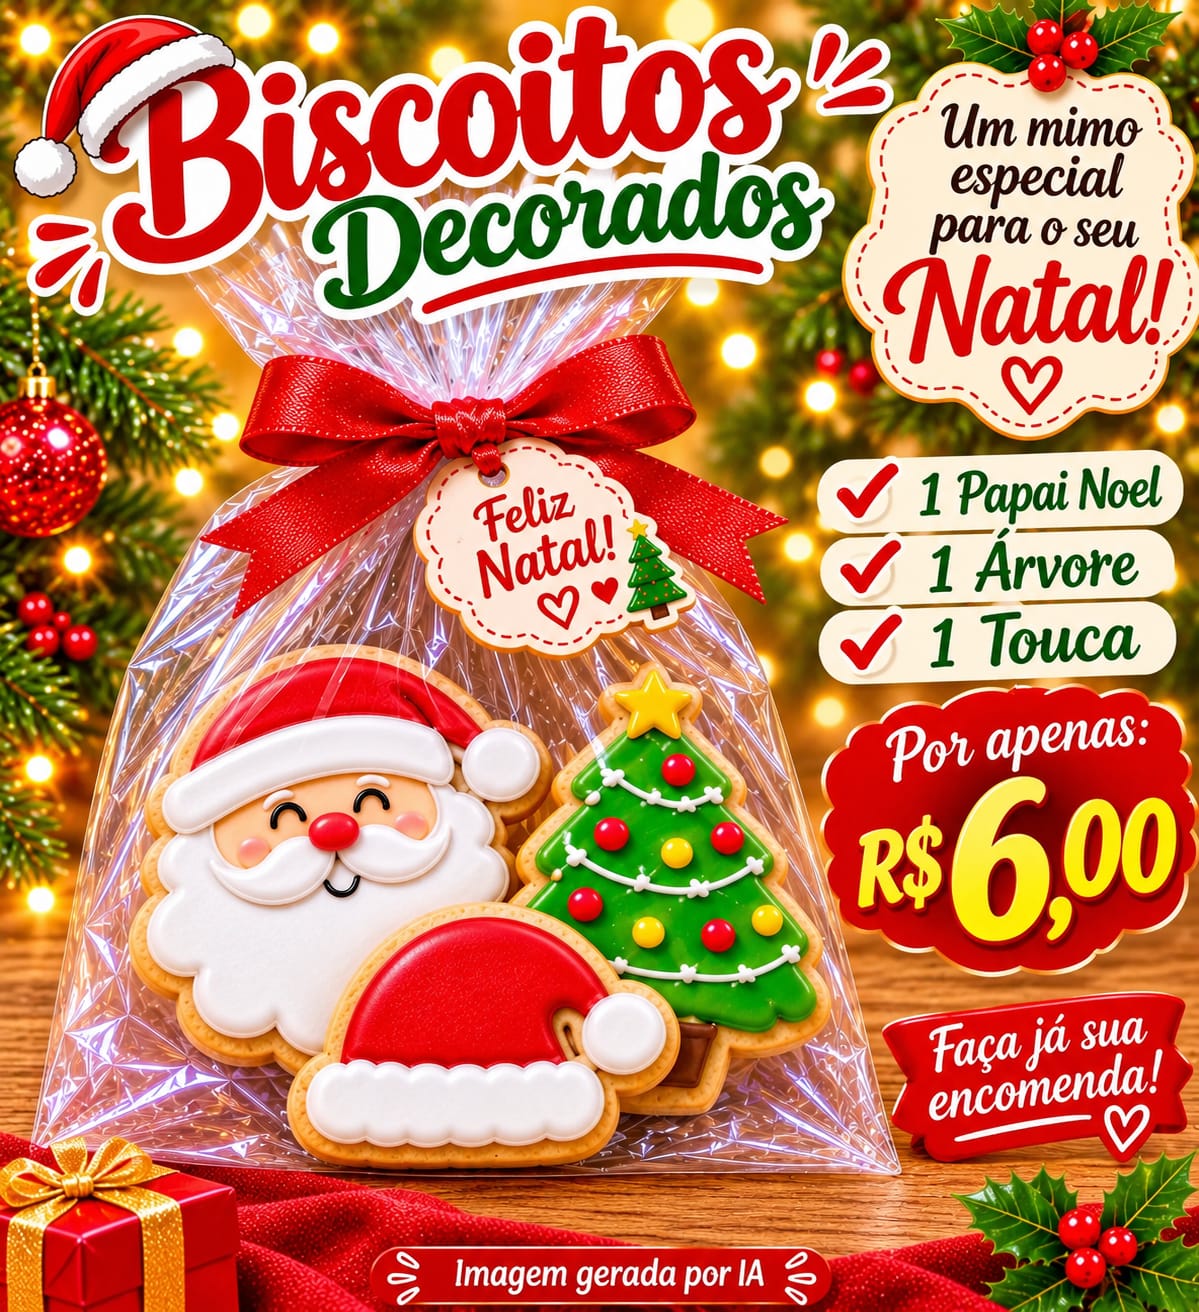 Biscoitos
Decorados
Um mimo
especial
para o seu
Natal!
Feliz
Natal!
1 Papai Noel
1 Árvore
1 Touca
Por apenas:
R$ 6,00
Faça já sua
encomenda!
Imagem gerada por IA